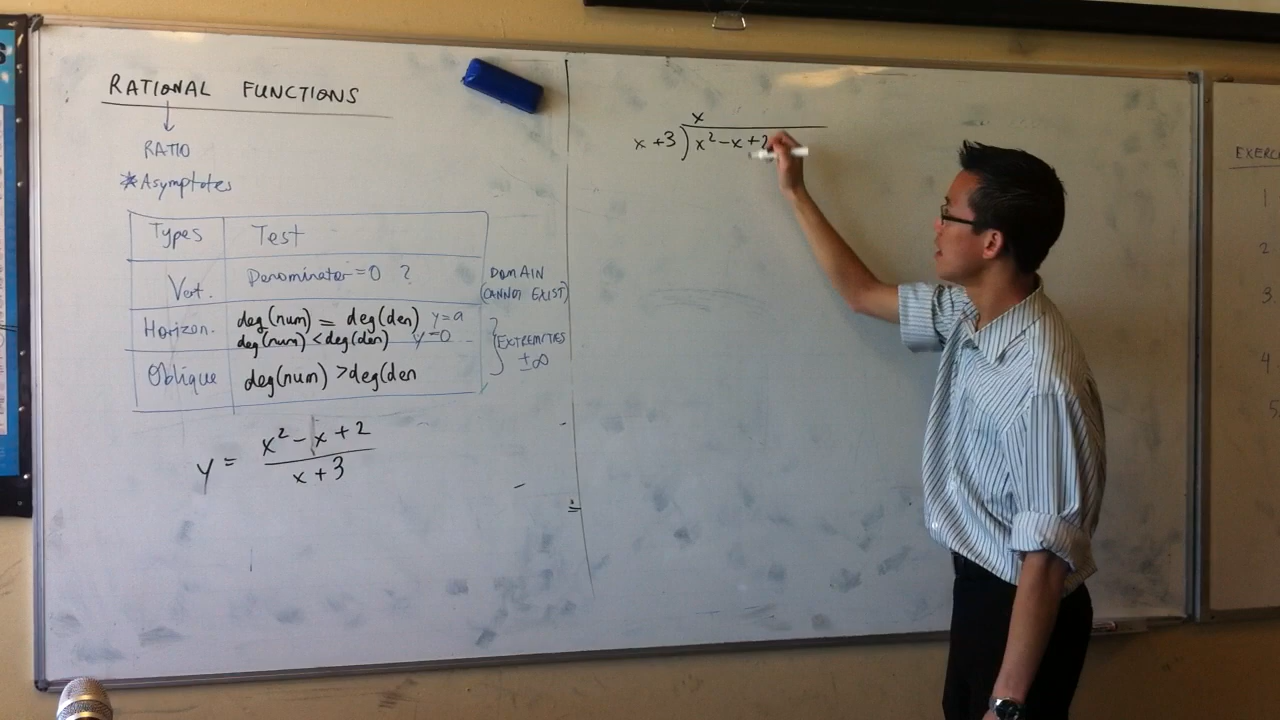 RATIONAL FUNCTIONS
RATIO
*Asymptotes
Types Test
Vert. Denominator = 0 ?
DOMAIN
(CANNOT EXIST)
Horizon. deg(num) = deg(den) y=a
deg(num) < deg(den) y=0...
EXTREMITIES
±∞
Oblique deg(num) > deg(den
y = x² - x + 2
x + 3
x
x + 3 ) x² - x + 2
EXERC
1
2.
3
4.
5